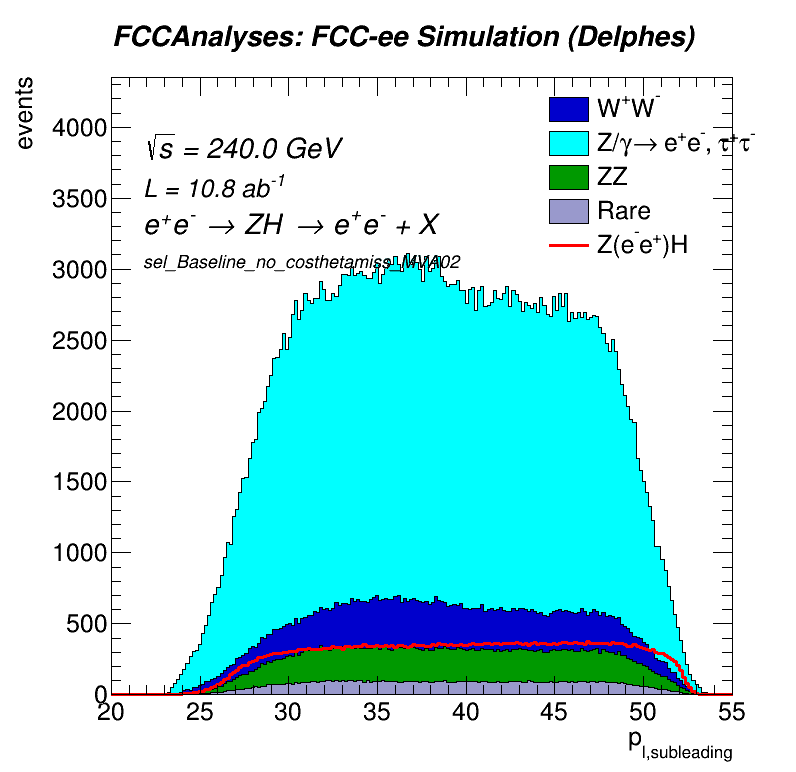 FCCAnalyses: FCC-ee Simulation (Delphes)
events
4000
3500
3000
2500
2000
1500
1000
500
0
√s = 240.0 GeV
L = 10.8 ab⁻¹
e⁺e⁻ → ZH → e⁺e⁻ + X
sel_Baseline_no_costhetamiss_MVA02
W⁺W⁻
Z/γ→ e⁺e⁻, τ⁺τ⁻
ZZ
Rare
Z(e⁻e⁺)H
20 25 30 35 40 45 50 55
p_l,subleading